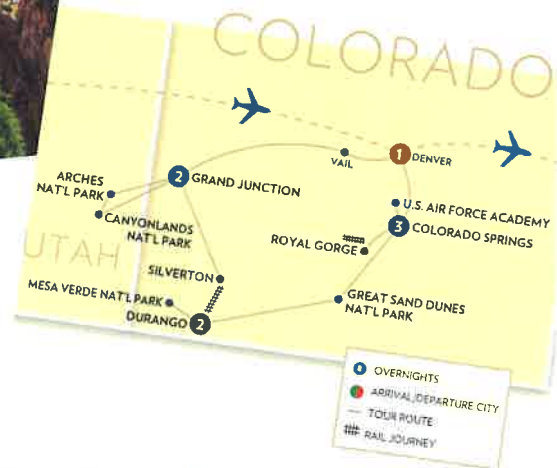 COLORADO
VAIL
1 DENVER
ARCHES
NAT'L PARK
2 GRAND JUNCTION
CANYONLANDS
NAT'L PARK
U.S. AIR FORCE ACADEMY
3 COLORADO SPRINGS
ROYAL GORGE
UTAH
SILVERTON
MESA VERDE NAT'L PARK
GREAT SAND DUNES
NAT'L PARK
DURANGO 2
OVERNIGHTS
ARRIVAL/DEPARTURE CITY
TOUR ROUTE
RAIL JOURNEY